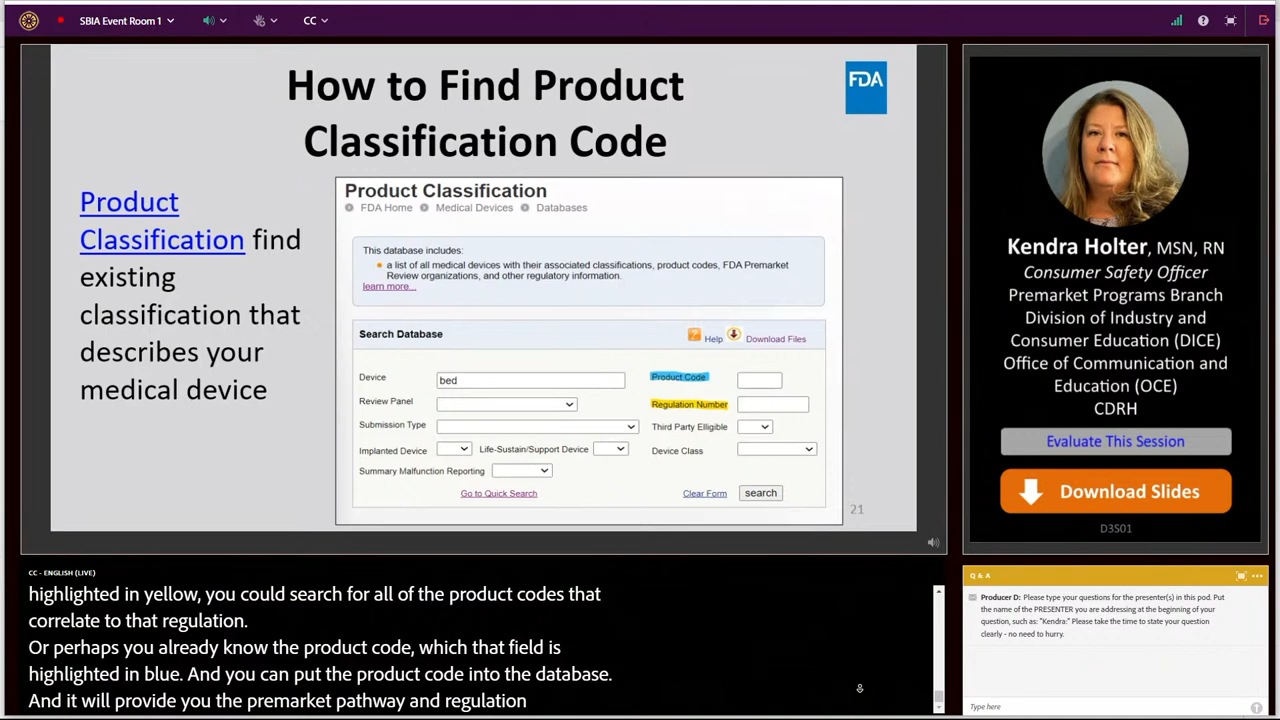 SBIA Event Room 1
CC
How to Find Product
Classification Code
FDA
Product
Classification find
existing
classification that
describes your
medical device
Product Classification
FDA Home Medical Devices Databases
This database includes:
a list of all medical devices with their associated classifications, product codes, FDA Premarket
Review organizations, and other regulatory information.
learn more...
Search Database
Help Download Files
Device bed Product Code
Review Panel Regulation Number
Submission Type Third Party Elligible
Implanted Device Life-Sustain/Support Device Device Class
Summary Malfunction Reporting
Go to Quick Search Clear Form search
21
Kendra Holter, MSN, RN
Consumer Safety Officer
Premarket Programs Branch
Division of Industry and
Consumer Education (DICE)
Office of Communication and
Education (OCE)
CDRH
Evaluate This Session
Download Slides
D3S01
CC - ENGLISH (LIVE)
highlighted in yellow, you could search for all of the product codes that
correlate to that regulation.
Or perhaps you already know the product code, which that field is
highlighted in blue. And you can put the product code into the database.
And it will provide you the premarket pathway and regulation
Q & A
Producer D: Please type your questions for the presenter(s) in this pod. Put
the name of the PRESENTER you are addressing at the beginning of your
question, such as: "Kendra:" Please take the time to state your question
clearly - no need to hurry.
Type here